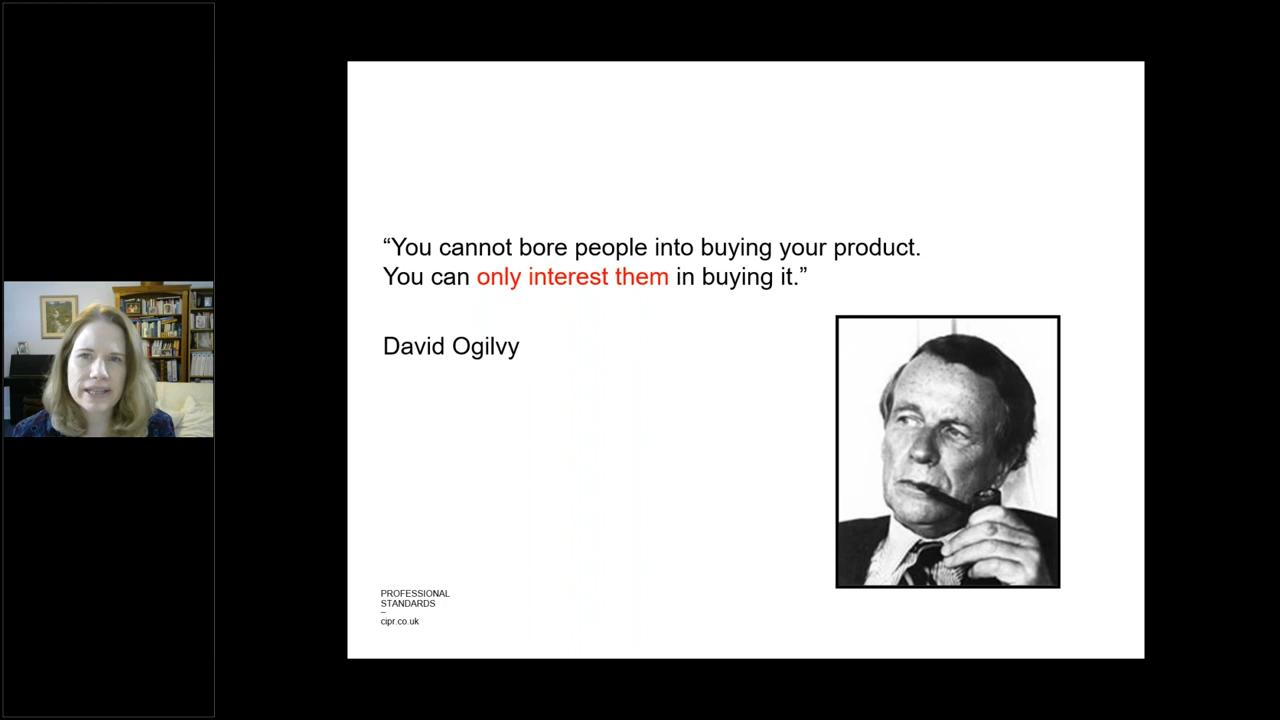 “You cannot bore people into buying your product.
You can only interest them in buying it.”
David Ogilvy
PROFESSIONAL
STANDARDS
–
cipr.co.uk